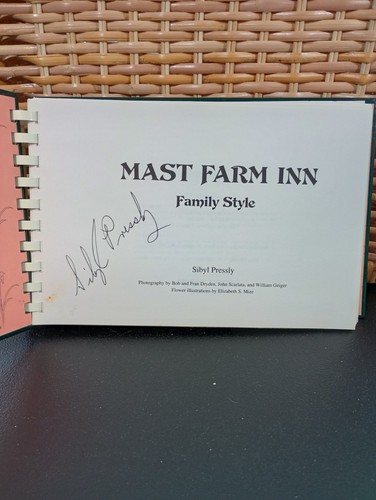 MAST FARM INN
Family Style
Sibyl Pressly
Sibyl Pressly
Photography by Bob and Fran Dryden, John Scarlata, and William Geiger
Flower illustrations by Elizabeth S. Mast